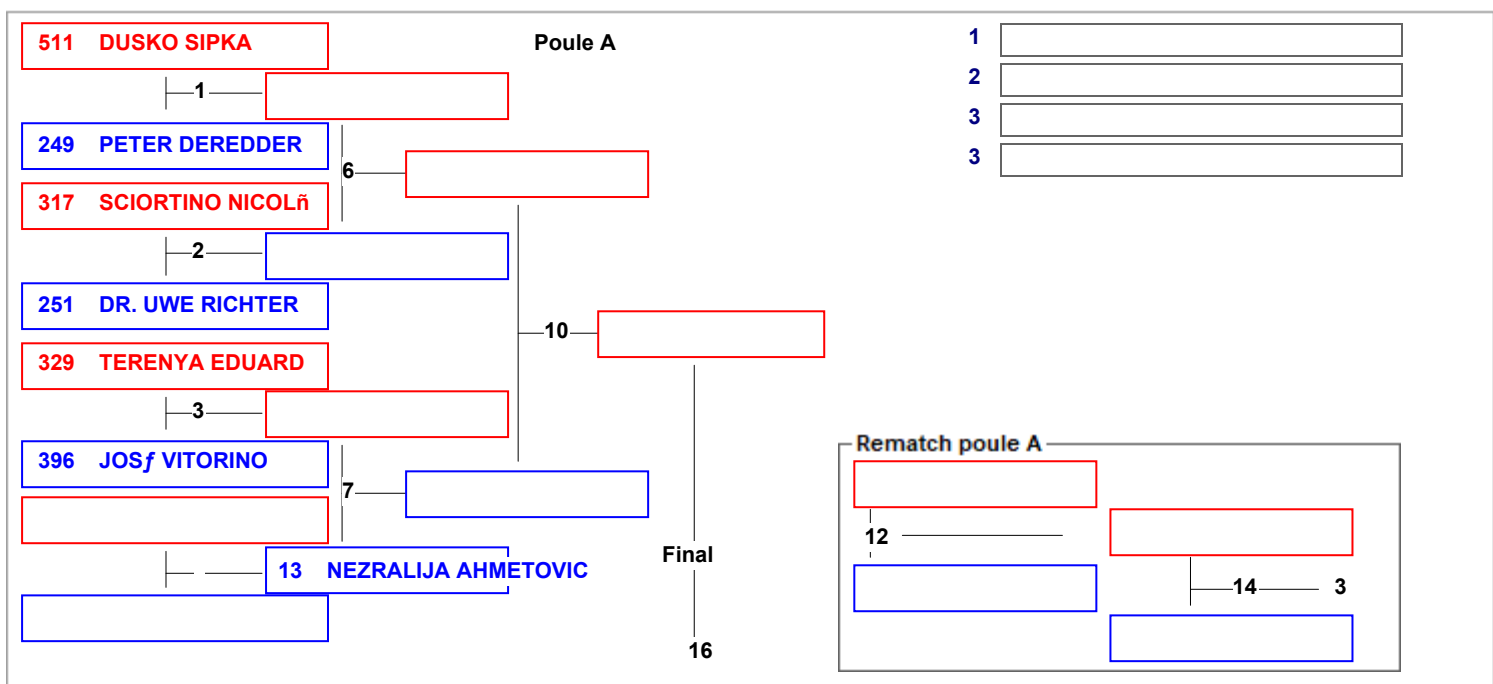 511 DUSKO SIPKA
Poule A
1
1
249 PETER DEREDDER
6
317 SCIORTINO NICOLñ
2
251 DR. UWE RICHTER
10
329 TERENYA EDUARD
3
396 JOSƒ VITORINO
7
13 NEZRALIJA AHMETOVIC
Final
16
1
2
3
3
Rematch poule A
12
14 3